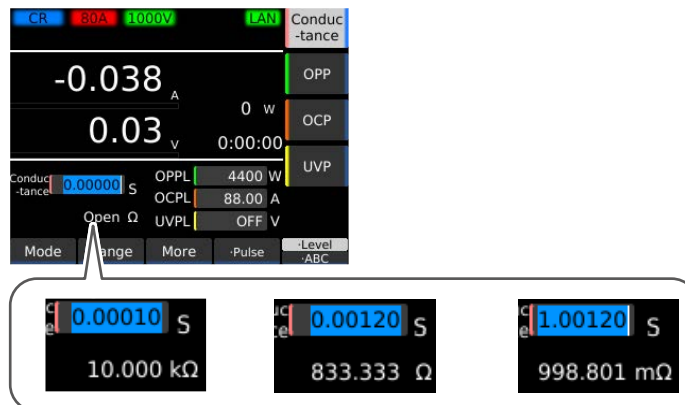 CR 80A 1000V LAN
Conduc
-tance
-0.038 A
OPP
0 W
0.03 V
0:00:00
OCP
UVP
Conduc
-tance 0.00000 S
Open Ω
OPPL 4400 W
OCPL 88.00 A
UVPL OFF V
Mode More ·Pulse ·Level
·ABC
0.00010 S
10.000 kΩ
0.00120 S
833.333 Ω
1.00120 S
998.801 mΩ